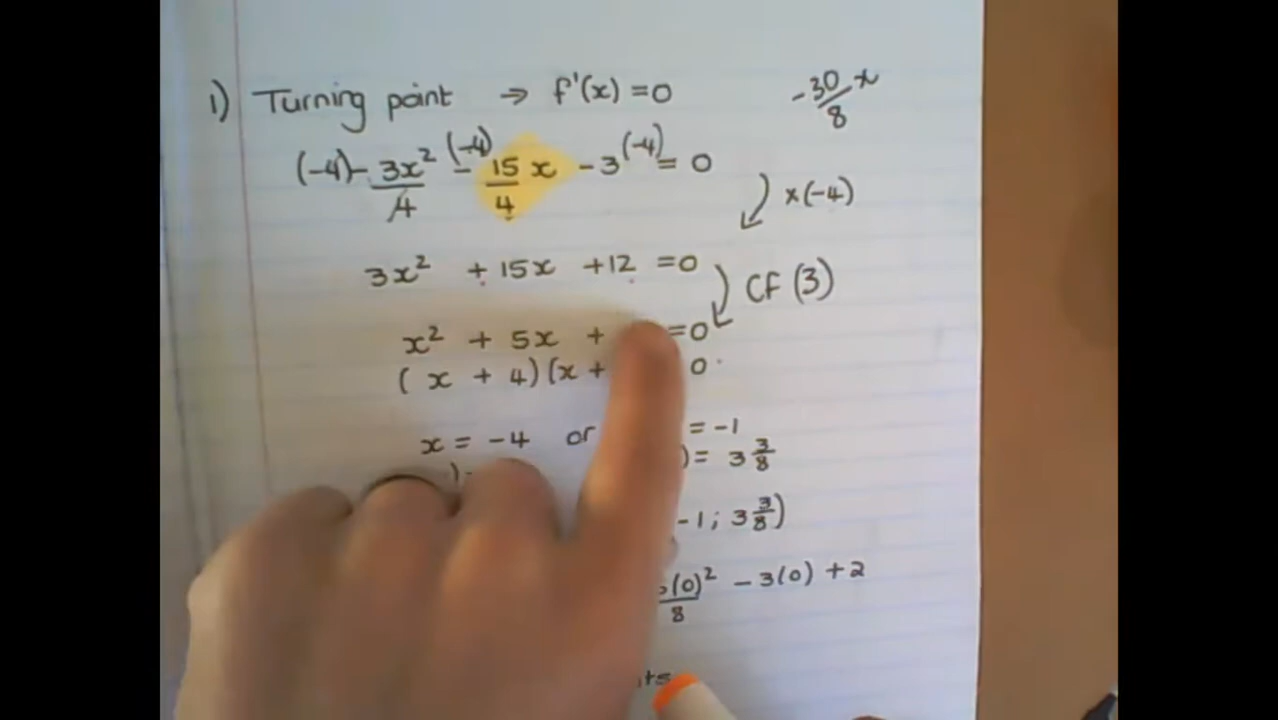 1) Turning point → f'(x) = 0
-30/8 x
(-4) - 3x²/4 (-4) - 15/4 x - 3 (-4) = 0
× (-4)
3x² + 15x + 12 = 0
CF (3)
x² + 5x + = 0
( x + 4) (x + 0
x = -4 or = -1
) = 3 3/8
-1 ; 3 3/8)
(0)²/8 - 3(0) + 2